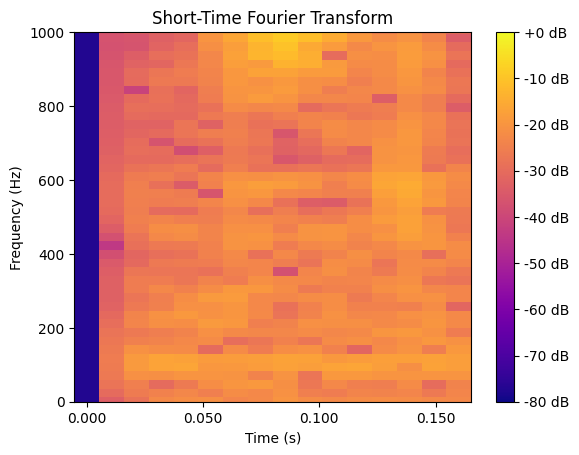 Short-Time Fourier Transform
Frequency (Hz)
1000
800
600
400
200
0
0.000
0.050
0.100
0.150
Time (s)
+0 dB
-10 dB
-20 dB
-30 dB
-40 dB
-50 dB
-60 dB
-70 dB
-80 dB